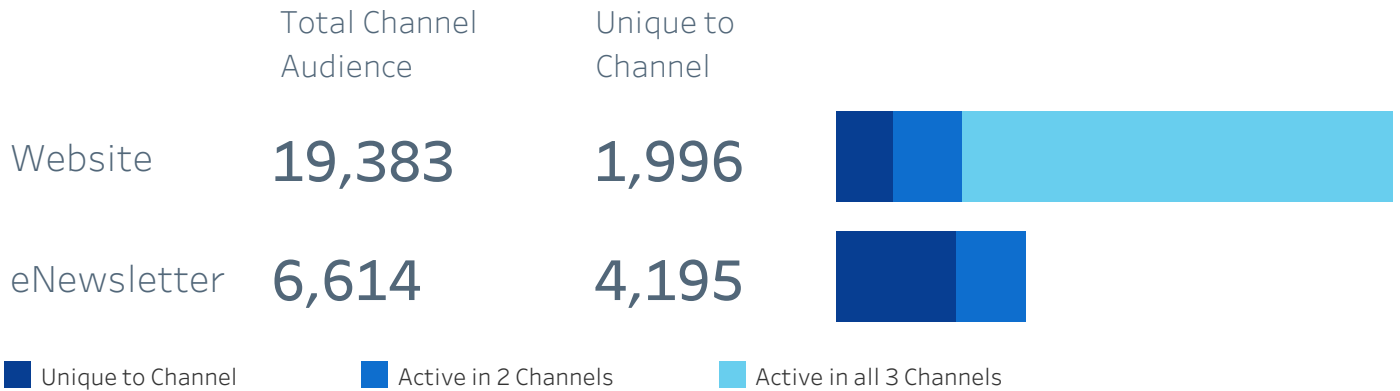 Total Channel Audience
Unique to Channel
Website 19,383 1,996
eNewsletter 6,614 4,195
Unique to Channel Active in 2 Channels Active in all 3 Channels